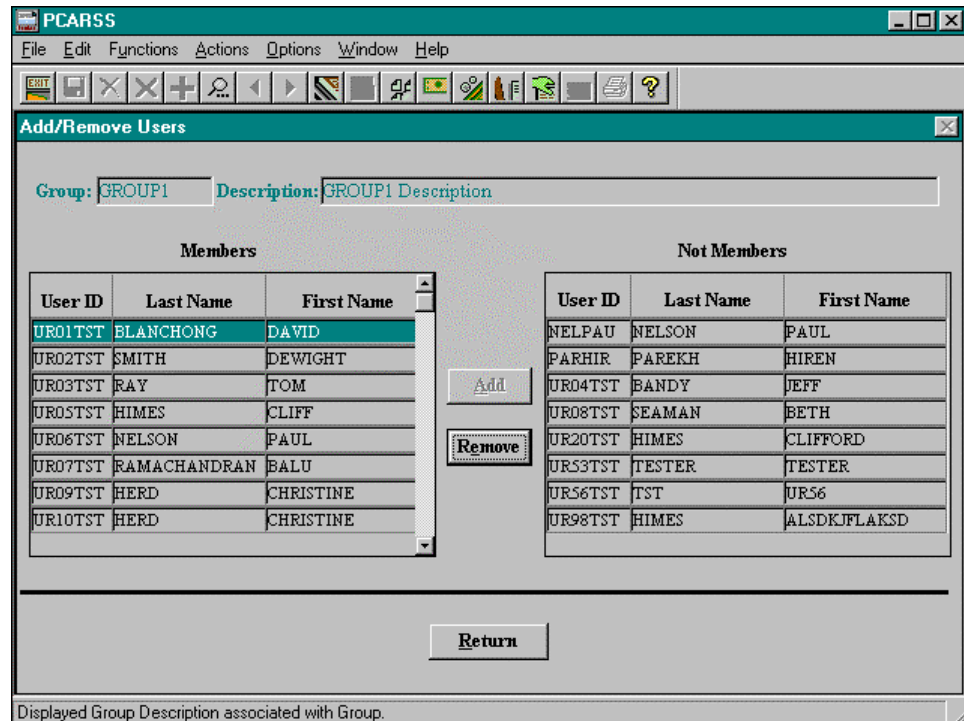 PCARSS
File Edit Functions Actions Options Window Help
EXIT
Add/Remove Users
Group: GROUP1 Description: GROUP1 Description
Members
Not Members
User ID Last Name First Name
UR01TST BLANCHONG DAVID
UR02TST SMITH DEWIGHT
UR03TST RAY TOM
UR05TST HIMES CLIFF
UR06TST NELSON PAUL
UR07TST RAMACHANDRAN BALU
UR09TST HERD CHRISTINE
UR10TST HERD CHRISTINE
Add
Remove
User ID Last Name First Name
NELPAU NELSON PAUL
PARHIR PAREKH HIREN
UR04TST BANDY JEFF
UR08TST SEAMAN BETH
UR20TST HIMES CLIFFORD
UR53TST TESTER TESTER
UR56TST TST UR56
UR98TST HIMES ALSDKJFLAKSD
Return
Displayed Group Description associated with Group.